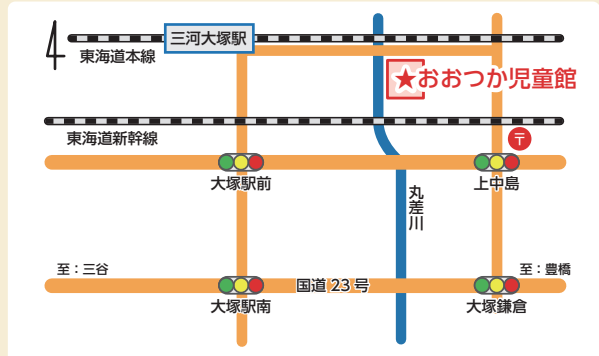 三河大塚駅
東海道本線
おおつか児童館
東海道新幹線
〒
大塚駅前
上中島
丸差川
至：三谷
国道23号
至：豊橋
大塚駅南
大塚鎌倉